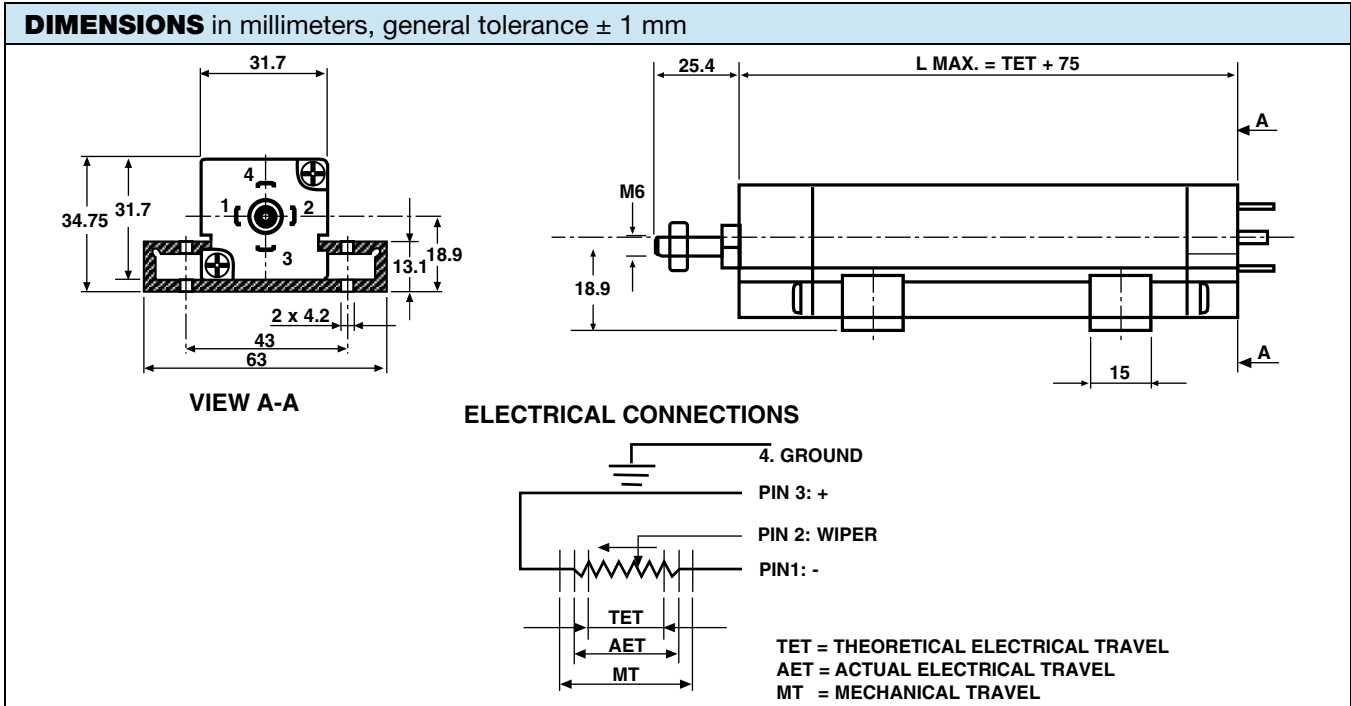 DIMENSIONS in millimeters, general tolerance ± 1 mm
31.7
25.4
L MAX. = TET + 75
A
4
M6
1
2
34.75
31.7
3
13.1
18.9
18.9
2 x 4.2
43
63
15
A
VIEW A-A
ELECTRICAL CONNECTIONS
4. GROUND
PIN 3: +
PIN 2: WIPER
PIN1: -
TET
AET
MT
TET = THEORETICAL ELECTRICAL TRAVEL
AET = ACTUAL ELECTRICAL TRAVEL
MT = MECHANICAL TRAVEL